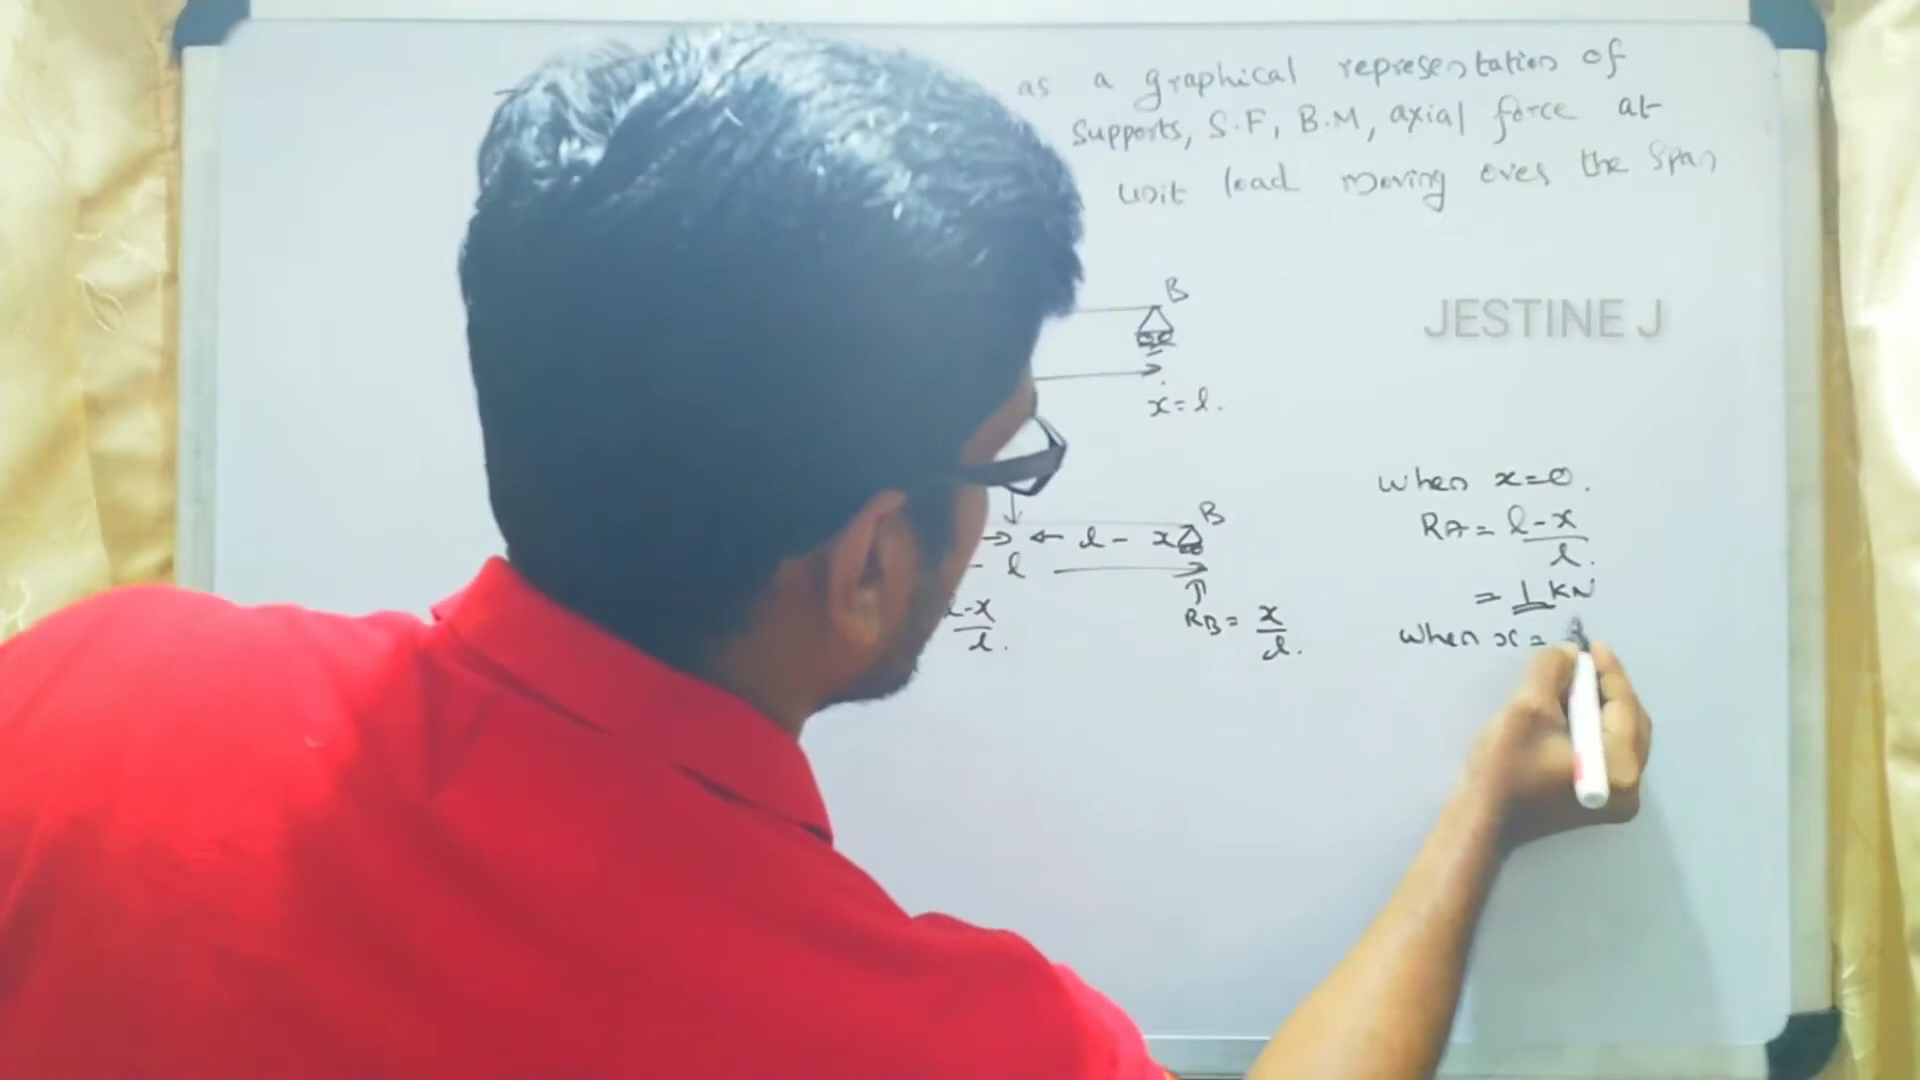 as a graphical representation of
supports, S.F, B.M, axial force at
unit load moving over the span
B
JESTINE J
x = l.
when x=0.
B
RA = l-x
l - x
l.
l
= 1 KN
RB = x
l.
-x
l.
when x =